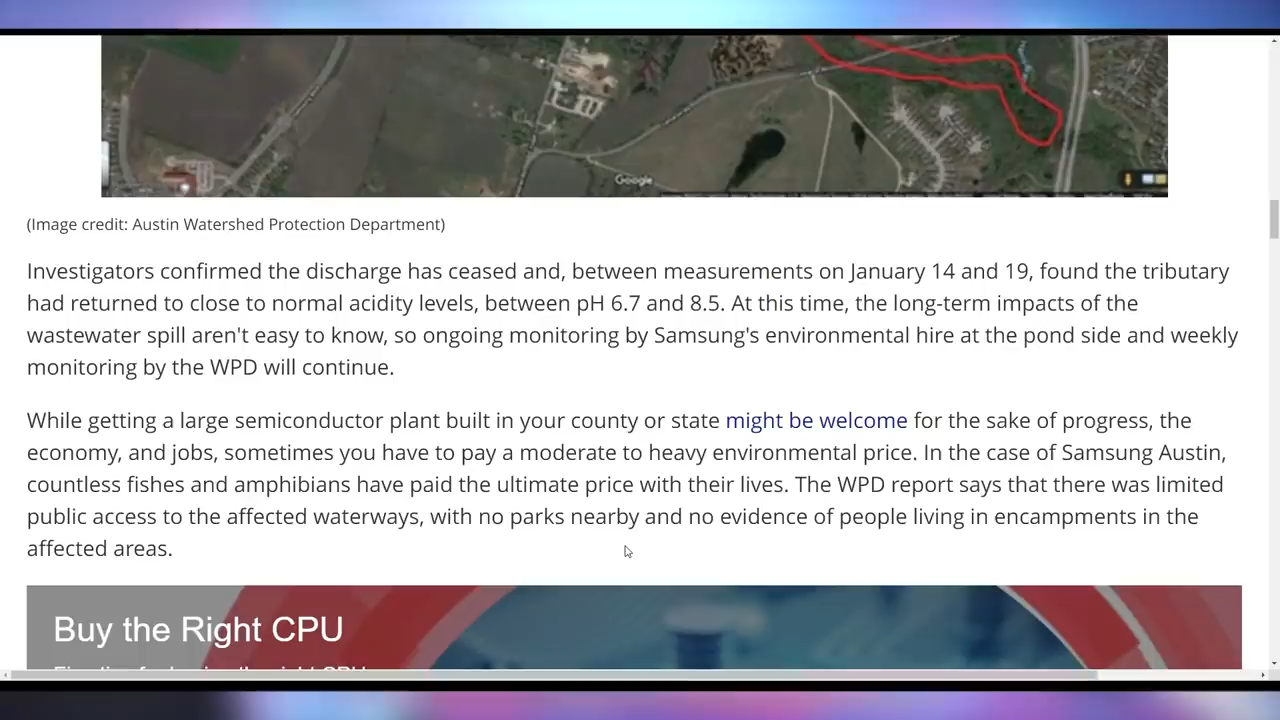 Google
(Image credit: Austin Watershed Protection Department)
Investigators confirmed the discharge has ceased and, between measurements on January 14 and 19, found the tributary
had returned to close to normal acidity levels, between pH 6.7 and 8.5. At this time, the long-term impacts of the
wastewater spill aren't easy to know, so ongoing monitoring by Samsung's environmental hire at the pond side and weekly
monitoring by the WPD will continue.
While getting a large semiconductor plant built in your county or state might be welcome for the sake of progress, the
economy, and jobs, sometimes you have to pay a moderate to heavy environmental price. In the case of Samsung Austin,
countless fishes and amphibians have paid the ultimate price with their lives. The WPD report says that there was limited
public access to the affected waterways, with no parks nearby and no evidence of people living in encampments in the
affected areas.
Buy the Right CPU